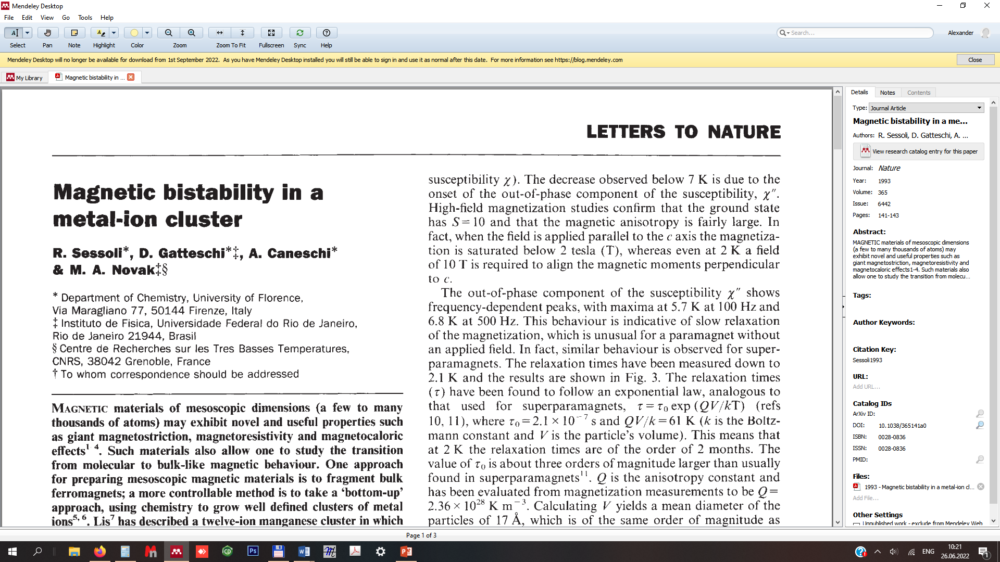 Mendeley Desktop
File Edit View Go Tools Help
Select Pan Note Highlight Color Zoom Zoom To Fit Fullscreen Sync Help
Search...
Alexander
Mendeley Desktop will no longer be available for download from 1st September 2022. As you have Mendeley Desktop installed you will still be able to sign in and use it as normal after this date. For more information see https://blog.mendeley.com
Close
My Library
Magnetic bistability in ...
LETTERS TO NATURE
Magnetic bistability in a
metal-ion cluster
R. Sessoli*, D. Gatteschi*‡, A. Caneschi*
& M. A. Novak‡§
* Department of Chemistry, University of Florence,
Via Maragliano 77, 50144 Firenze, Italy
‡ Instituto de Fisica, Universidade Federal do Rio de Janeiro,
Rio de Janeiro 21944, Brasil
§ Centre de Recherches sur les Tres Basses Temperatures,
CNRS, 38042 Grenoble, France
† To whom correspondence should be addressed
MAGNETIC materials of mesoscopic dimensions (a few to many
thousands of atoms) may exhibit novel and useful properties such
as giant magnetostriction, magnetoresistivity and magnetocaloric
effects1-4. Such materials also allow one to study the transition
from molecular to bulk-like magnetic behaviour. One approach
for preparing mesoscopic magnetic materials is to fragment bulk
ferromagnets; a more controllable method is to take a 'bottom-up'
approach, using chemistry to grow well defined clusters of metal
ions5,6. Lis7 has described a twelve-ion manganese cluster in which
susceptibility χ). The decrease observed below 7 K is due to the
onset of the out-of-phase component of the susceptibility, χ″.
High-field magnetization studies confirm that the ground state
has S=10 and that the magnetic anisotropy is fairly large. In
fact, when the field is applied parallel to the c axis the magnetiza-
tion is saturated below 2 tesla (T), whereas even at 2 K a field
of 10 T is required to align the magnetic moments perpendicular
to c.
The out-of-phase component of the susceptibility χ″ shows
frequency-dependent peaks, with maxima at 5.7 K at 100 Hz and
6.8 K at 500 Hz. This behaviour is indicative of slow relaxation
of the magnetization, which is unusual for a paramagnet without
an applied field. In fact, similar behaviour is observed for super-
paramagnets. The relaxation times have been measured down to
2.1 K and the results are shown in Fig. 3. The relaxation times
(τ) have been found to follow an exponential law, analogous to
that used for superparamagnets, τ = τ0 exp (QV/kT) (refs
10, 11), where τ0 = 2.1 × 10−7 s and QV/k = 61 K (k is the Boltz-
mann constant and V is the particle's volume). This means that
at 2 K the relaxation times are of the order of 2 months. The
value of τ0 is about three orders of magnitude larger than usually
found in superparamagnets11. Q is the anisotropy constant and
has been evaluated from magnetization measurements to be Q =
2.36 × 1028 K m−3. Calculating V yields a mean diameter of the
particles of 17 Å, which is of the same order of magnitude as
Details Notes Contents
Type: Journal Article
Magnetic bistability in a me...
Authors: R. Sessoli, D. Gatteschi, A. ...
View research catalog entry for this paper
Journal: Nature
Year: 1993
Volume: 365
Issue: 6442
Pages: 141-143
Abstract:
MAGNETIC materials of mesoscopic dimensions
(a few to many thousands of atoms) may
exhibit novel and useful properties such as
giant magnetostriction, magnetoresistivity and
magnetocaloric effects1-4. Such materials also
allow one to study the transition from molecu...
Tags:
Author Keywords:
Citation Key:
Sessoli1993
URL:
Add URL...
Catalog IDs
ArXiv ID:
DOI: 10.1038/365141a0
ISBN: 0028-0836
ISSN: 0028-0836
PMID:
Files:
1993 - Magnetic bistability in a metal-ion cl...
Add File...
Other Settings
Unpublished work - exclude from Mendeley Web
Page 1 of 3
CD
Ps
W
P
ENG
10:21
26.06.2022
1